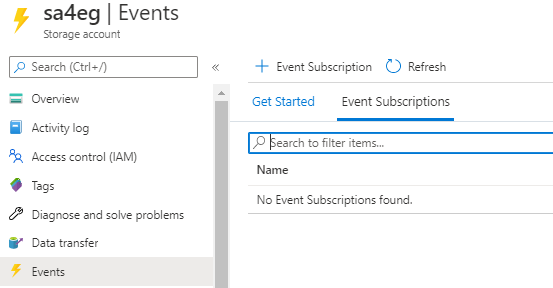 sa4eg | Events
Storage account
Search (Ctrl+/)
«
Overview
Activity log
Access control (IAM)
Tags
Diagnose and solve problems
Data transfer
Events
+ Event Subscription Refresh
Get Started Event Subscriptions
Search to filter items...
Name
No Event Subscriptions found.